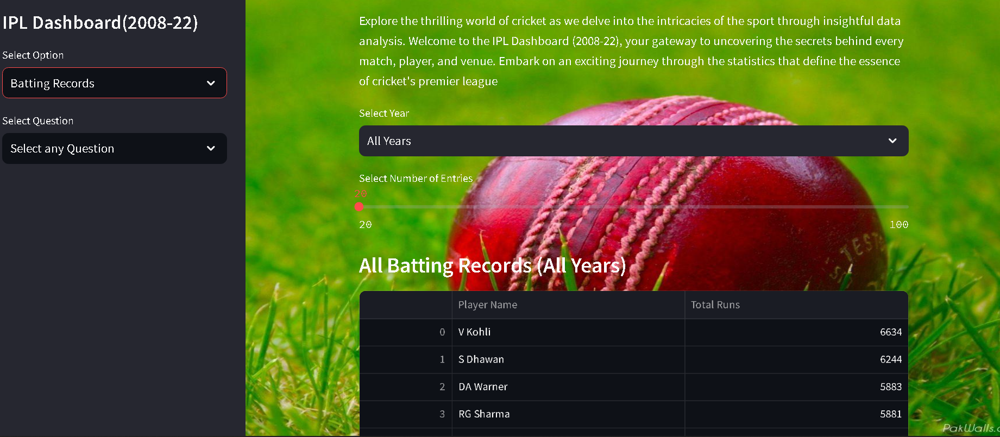 IPL Dashboard(2008-22)
Select Option
Batting Records
Select Question
Select any Question
Explore the thrilling world of cricket as we delve into the intricacies of the sport through insightful data
analysis. Welcome to the IPL Dashboard (2008-22), your gateway to uncovering the secrets behind every
match, player, and venue. Embark on an exciting journey through the statistics that define the essence
of cricket's premier league
Select Year
All Years
Select Number of Entries
20
20 100
All Batting Records (All Years)
Player Name Total Runs
0 V Kohli 6634
1 S Dhawan 6244
2 DA Warner 5883
3 RG Sharma 5881
TEST